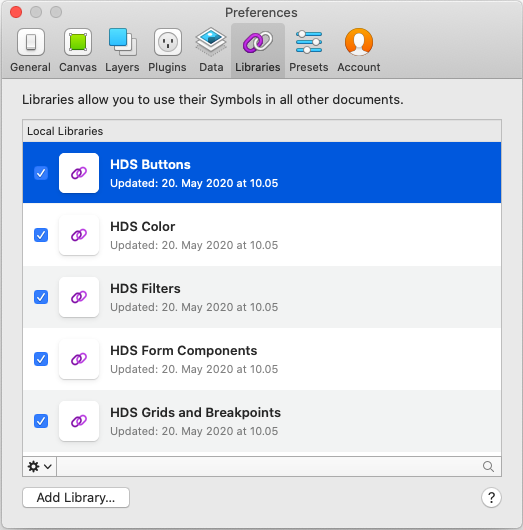 Preferences
General Canvas Layers Plugins Data Libraries Presets Account
Libraries allow you to use their Symbols in all other documents.
Local Libraries
HDS Buttons
Updated: 20. May 2020 at 10.05
HDS Color
Updated: 20. May 2020 at 10.05
HDS Filters
Updated: 20. May 2020 at 10.05
HDS Form Components
Updated: 20. May 2020 at 10.05
HDS Grids and Breakpoints
Updated: 20. May 2020 at 10.05
Add Library... ?